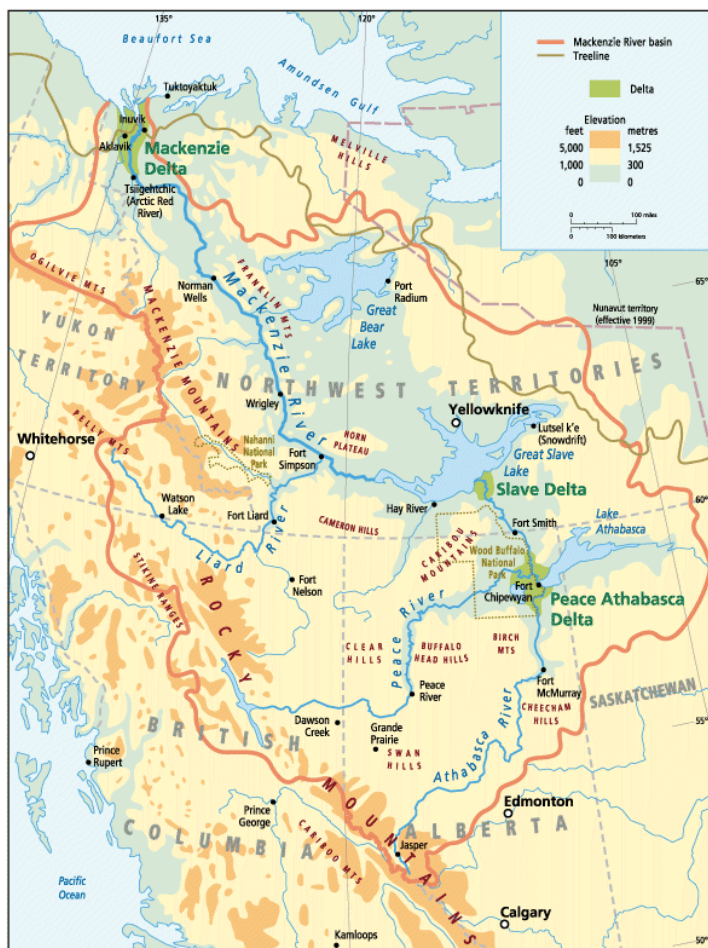 135°
120°
Beaufort Sea
Amundsen Gulf
Mackenzie River basin
Treeline
Delta
Elevation
feet
metres
5,000
1,525
1,000
300
0
0
0
100 miles
0
100 kilometers
Tuktoyaktuk
Inuvik
Aklavik
Mackenzie
Delta
Tsiigehtchic
(Arctic Red
River)
MELVILLE
HILLS
105°
65°
Nunavut territory
(effective 1999)
OGILVIE MTS
Norman
Wells
FRANKLIN MTS
Mackenzie River
Port
Radium
Great
Bear
Lake
YUKON
TERRITORY
MACKENZIE MOUNTAINS
NORTHWEST TERRITORIES
Wrigley
Yellowknife
Lutsel k'e
(Snowdrift)
PELLY MTS
Whitehorse
Nahanni
National
Park
Fort
Simpson
HORN
PLATEAU
Great Slave
Lake
Slave Delta
60°
Watson
Lake
Fort Liard
Hay River
CAMERON HILLS
Fort Smith
Lake
Athabasca
Liard River
CARIBOU
MOUNTAINS
Wood Buffalo
National
Park
STIKINE RANGES
Fort
Nelson
Fort
Chipewyan
Peace Athabasca
Delta
ROCKY MOUNTAINS
Peace River
CLEAR
HILLS
BUFFALO
HEAD HILLS
BIRCH
MTS
Peace
River
Fort
McMurray
SASKATCHEWAN
Dawson
Creek
Grande
Prairie
CHEECHAM
HILLS
55°
BRITISH
COLUMBIA
SWAN
HILLS
Athabasca River
Prince
Rupert
Prince
George
CARIBOO MTS
Edmonton
ALBERTA
Jasper
Pacific
Ocean
Calgary
Kamloops
50°